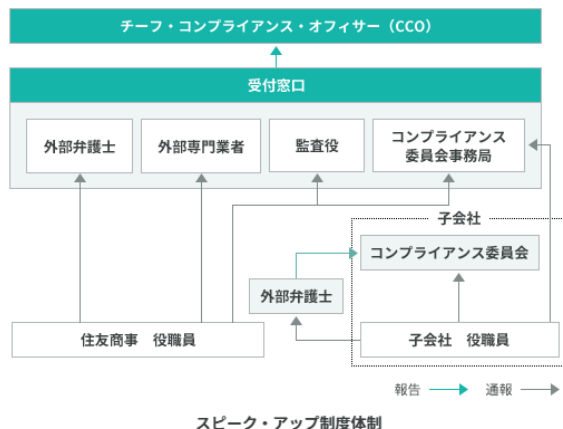 チーフ・コンプライアンス・オフィサー（CCO）
受付窓口
外部弁護士
外部専門業者
監査役
コンプライアンス
委員会事務局
子会社
コンプライアンス委員会
外部弁護士
住友商事　役職員
子会社　役職員
報告
通報
スピーク・アップ制度体制